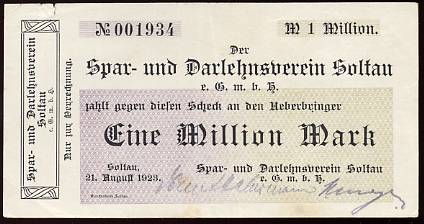 № 001934
M 1 Million.
Der
Spar- und Darlehnsverein Soltau
e. G. m. b. H.
zahlt gegen diesen Scheck an den Ueberbringer
Eine Million Mark
Soltau,
21. August 1923.
Spar- und Darlehnsverein Soltau
e. G. m. b. H.
Spar- und Darlehnsverein
Soltau
e. G. m. b. H.
Nur zur Verrechnung.